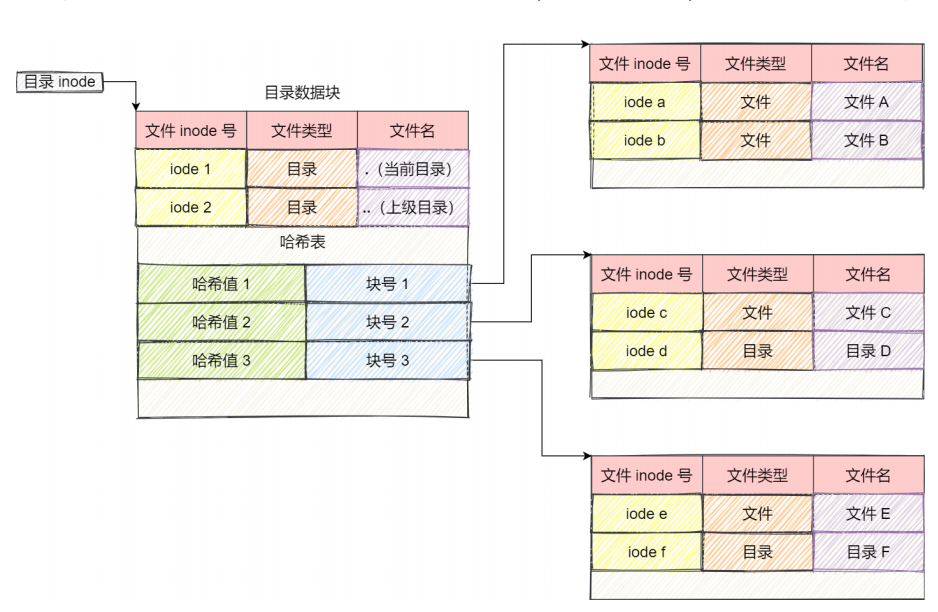 目录 inode
目录数据块
文件 inode 号 文件类型 文件名
iode 1 目录 . (当前目录)
iode 2 目录 .. (上级目录)
哈希表
哈希值 1 块号 1
哈希值 2 块号 2
哈希值 3 块号 3
文件 inode 号 文件类型 文件名
iode a 文件 文件 A
iode b 文件 文件 B
文件 inode 号 文件类型 文件名
iode c 文件 文件 C
iode d 目录 目录 D
文件 inode 号 文件类型 文件名
iode e 文件 文件 E
iode f 目录 目录 F